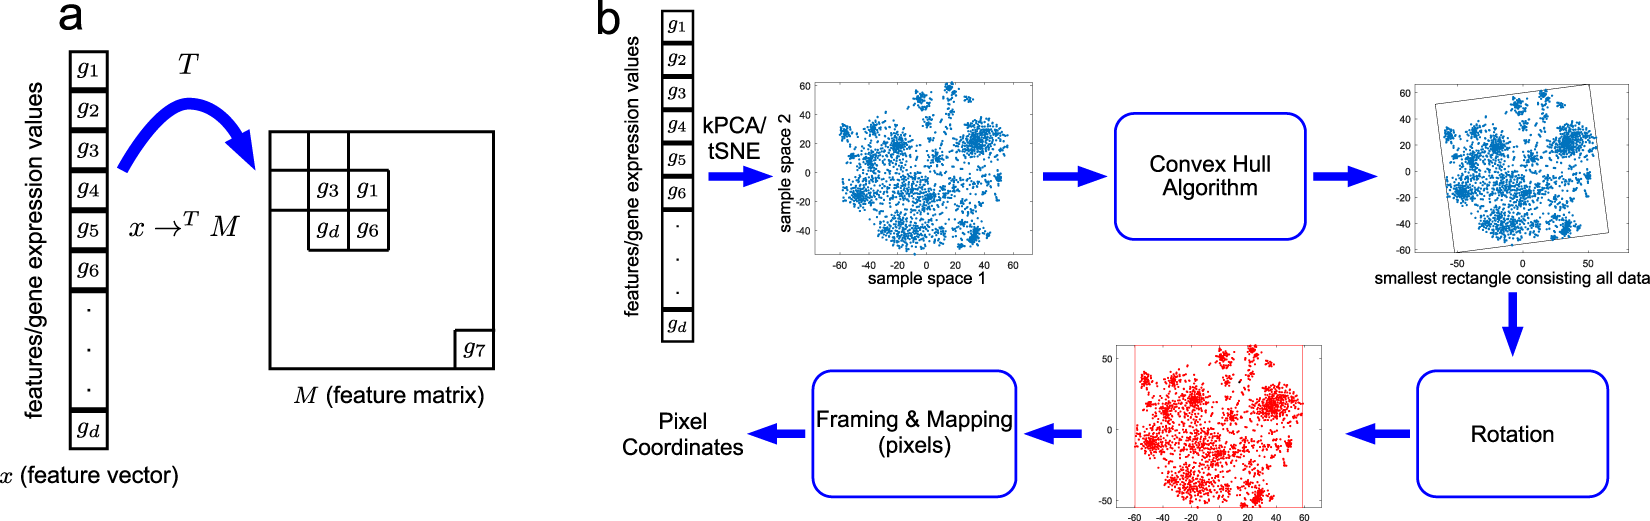 a
features/gene expression values
g1
g2
g3
g4
g5
g6
.
.
.
gd
x (feature vector)
T
x →T M
g3 g1
gd g6
g7
M (feature matrix)
b
features/gene expression values
g1
g2
g3
g4
g5
g6
.
.
.
gd
kPCA/
tSNE
sample space 2
60
40
20
0
-20
-40
-60 -40 -20 0 20 40 60
sample space 1
Convex Hull
Algorithm
60
40
20
0
-20
-40
-60
-50 0 50
smallest rectangle consisting all data
Rotation
50
0
-50
-60 -40 -20 0 20 40 60
Framing & Mapping
(pixels)
Pixel
Coordinates